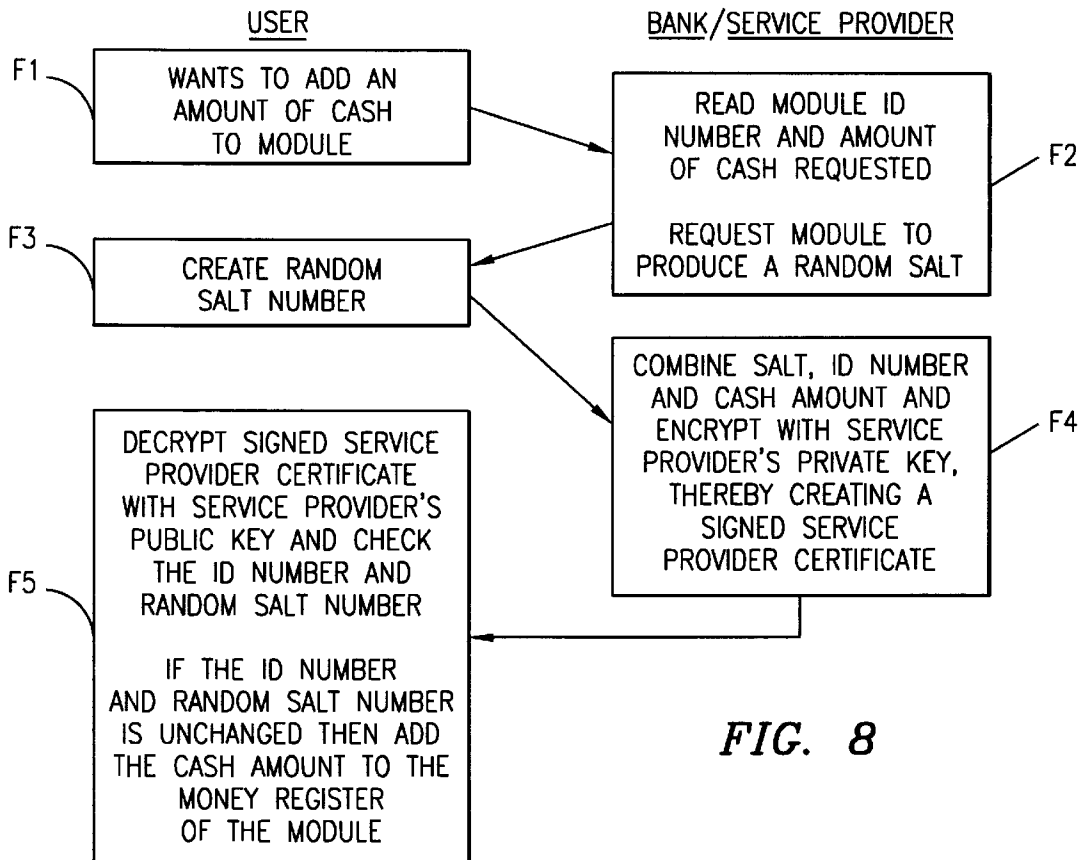 USER
BANK/SERVICE PROVIDER
F1
WANTS TO ADD AN
AMOUNT OF CASH
TO MODULE
READ MODULE ID
NUMBER AND AMOUNT
OF CASH REQUESTED
REQUEST MODULE TO
PRODUCE A RANDOM SALT
F2
F3
CREATE RANDOM
SALT NUMBER
COMBINE SALT, ID NUMBER
AND CASH AMOUNT AND
ENCRYPT WITH SERVICE
PROVIDER'S PRIVATE KEY,
THEREBY CREATING A
SIGNED SERVICE
PROVIDER CERTIFICATE
F4
F5
DECRYPT SIGNED SERVICE
PROVIDER CERTIFICATE
WITH SERVICE PROVIDER'S
PUBLIC KEY AND CHECK
THE ID NUMBER AND
RANDOM SALT NUMBER
IF THE ID NUMBER
AND RANDOM SALT NUMBER
IS UNCHANGED THEN ADD
THE CASH AMOUNT TO THE
MONEY REGISTER
OF THE MODULE
FIG. 8